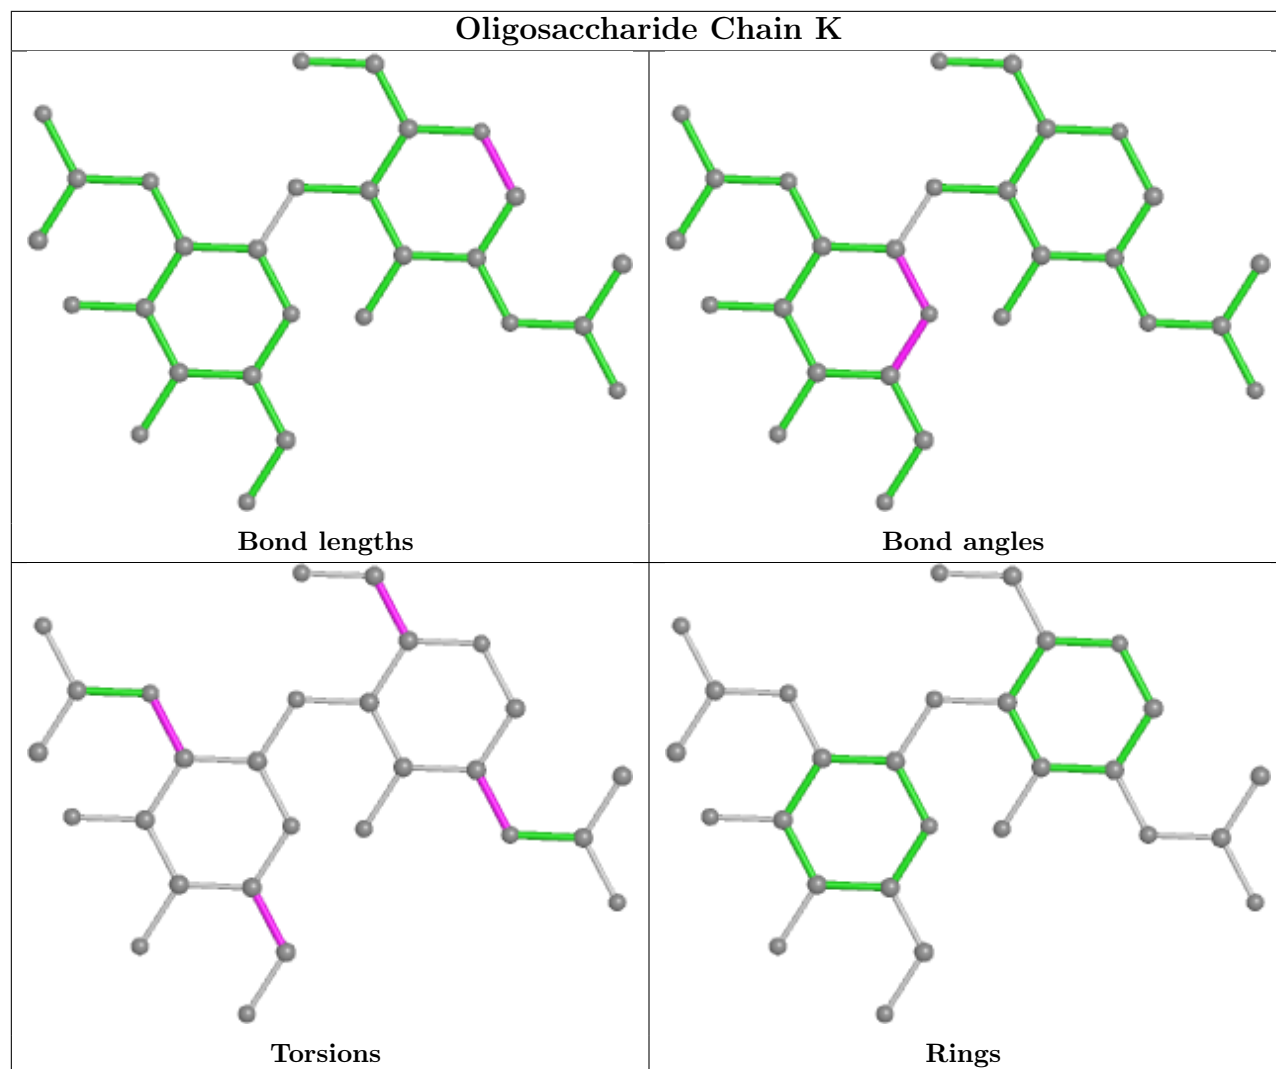 Oligosaccharide Chain K
Bond lengths
Bond angles
Torsions
Rings